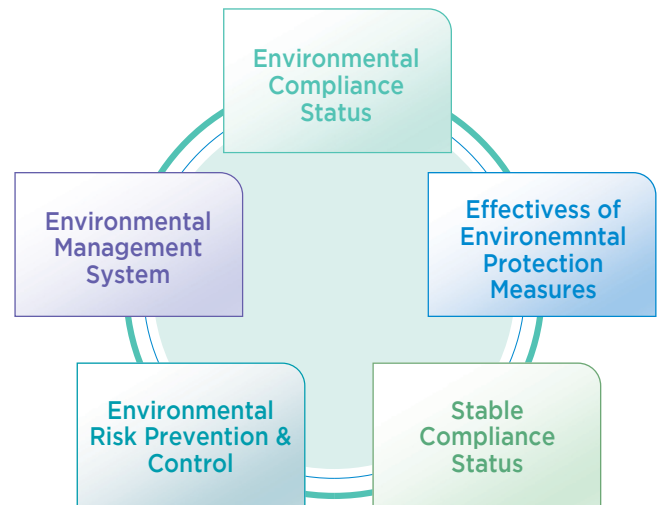 Environmental
Compliance
Status
Effectivess of
Environemntal
Protection
Measures
Stable
Compliance
Status
Environmental
Risk Prevention &
Control
Environmental
Management
System